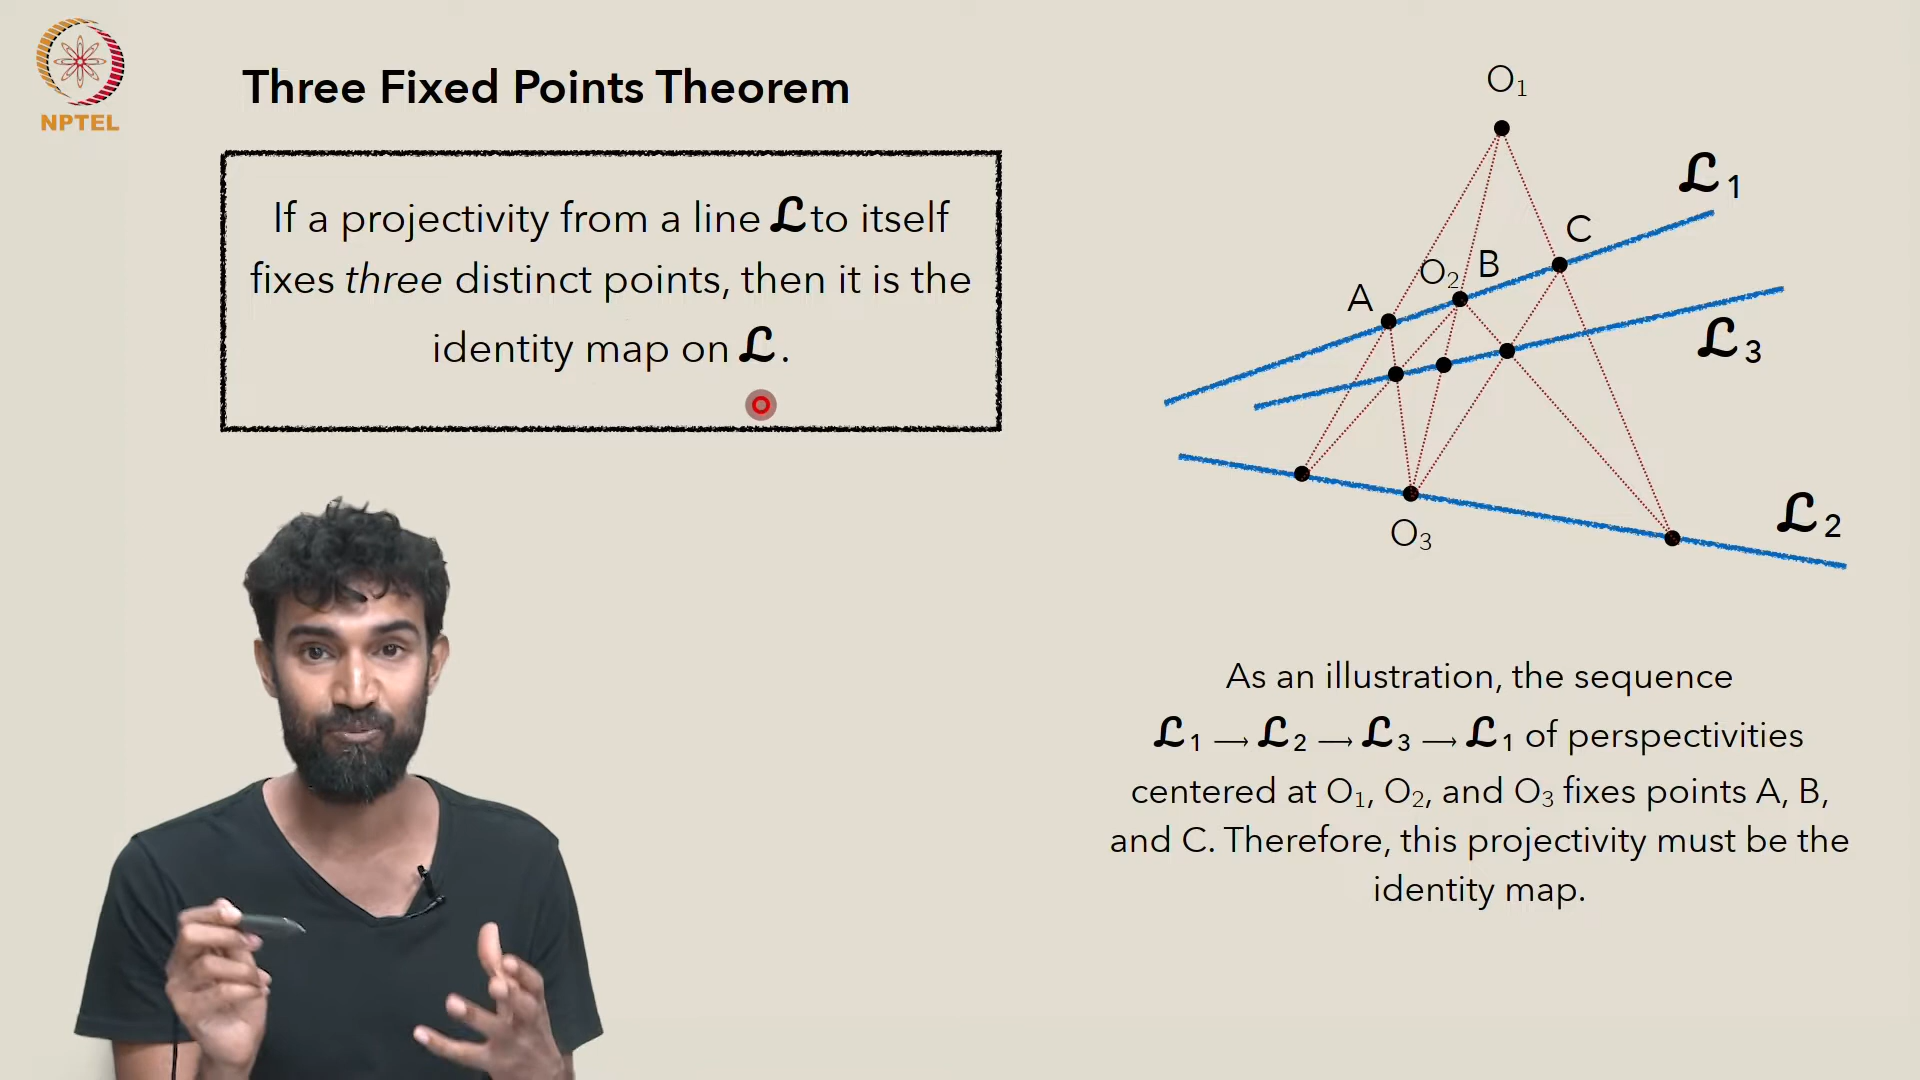 NPTEL
Three Fixed Points Theorem
If a projectivity from a line ℒ to itself
fixes three distinct points, then it is the
identity map on ℒ.
O₁
ℒ₁
C
B
O₂
A
ℒ₃
ℒ₂
O₃
As an illustration, the sequence
ℒ₁ → ℒ₂ → ℒ₃ → ℒ₁ of perspectivities
centered at O₁, O₂, and O₃ fixes points A, B,
and C. Therefore, this projectivity must be the
identity map.